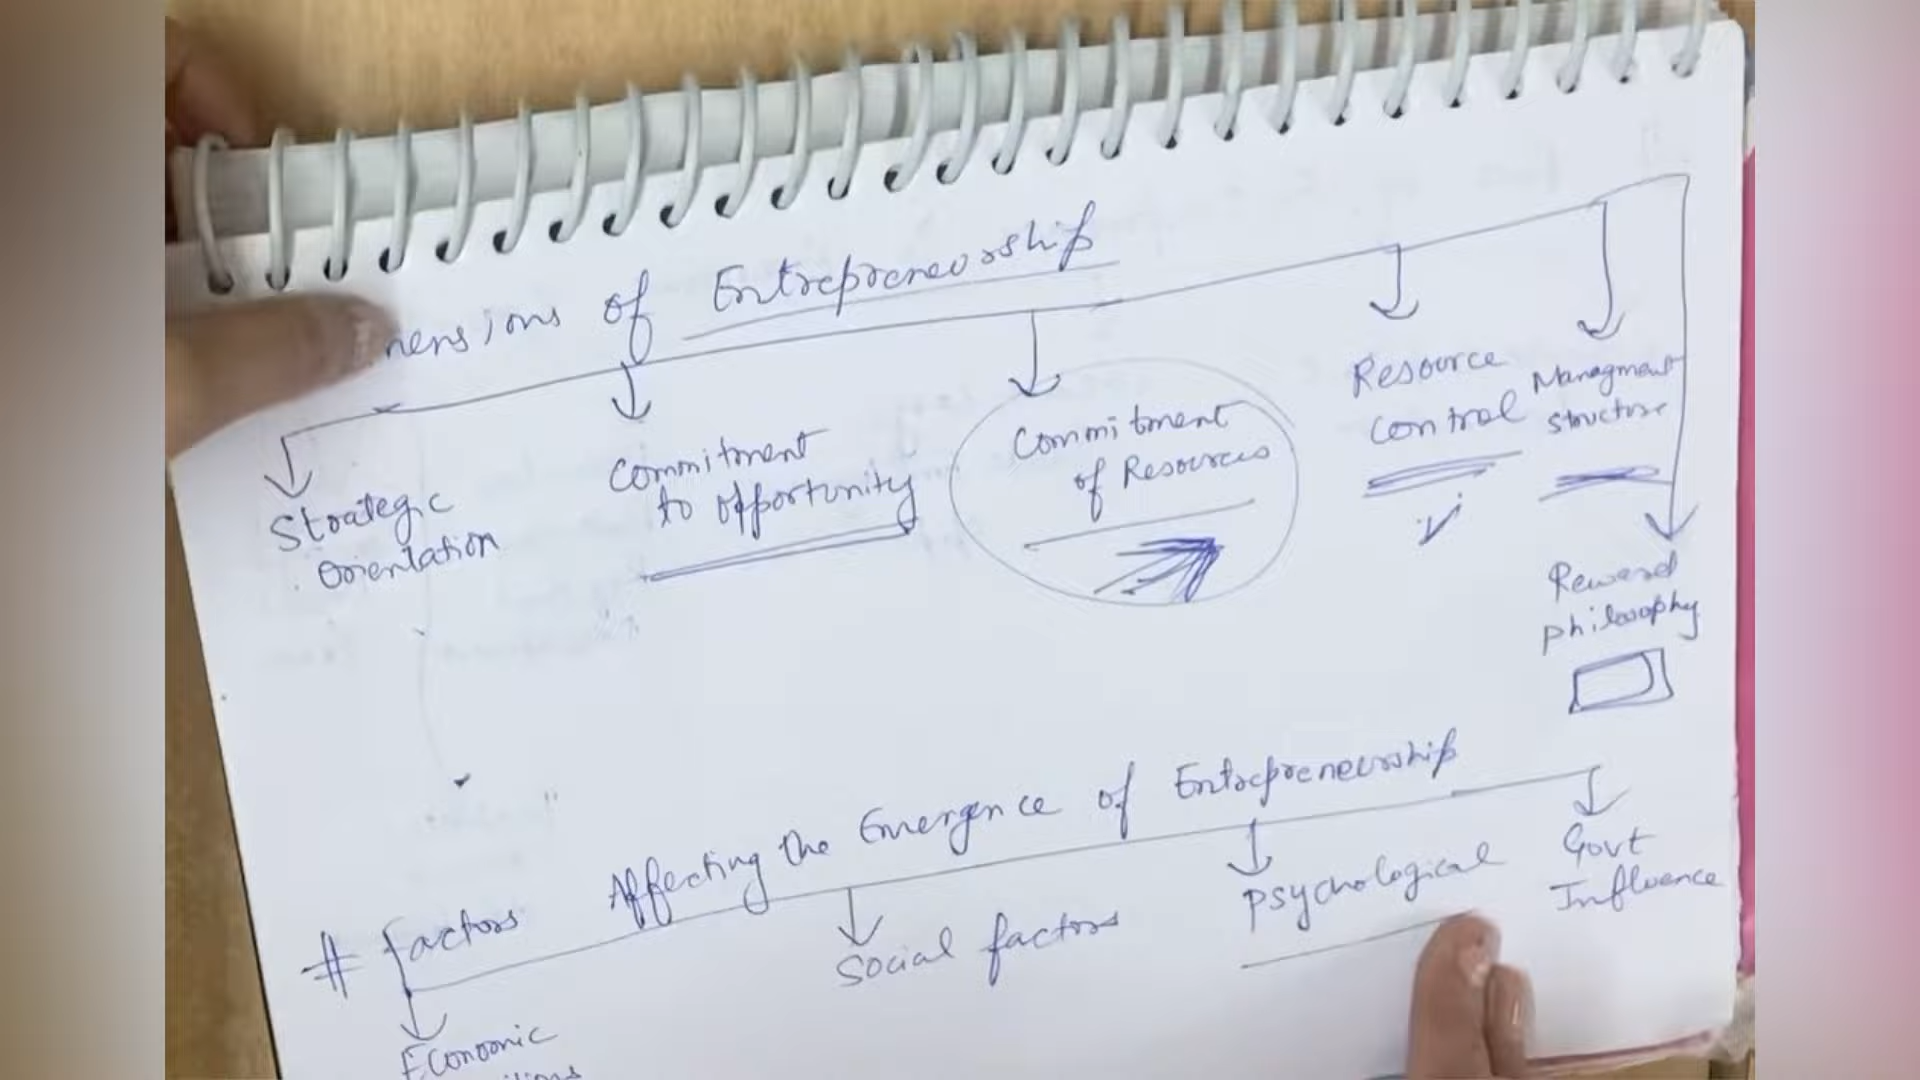 of Entrepreneurship
Strategic
Orientation
Commitment
to opportunity
Commitment
of Resources
Resource
control
Managment
structure
Reward
philosophy
# factors Affecting the Emergence of Entrepreneurship
Economic
Social factors
Psychological
Govt
Influence